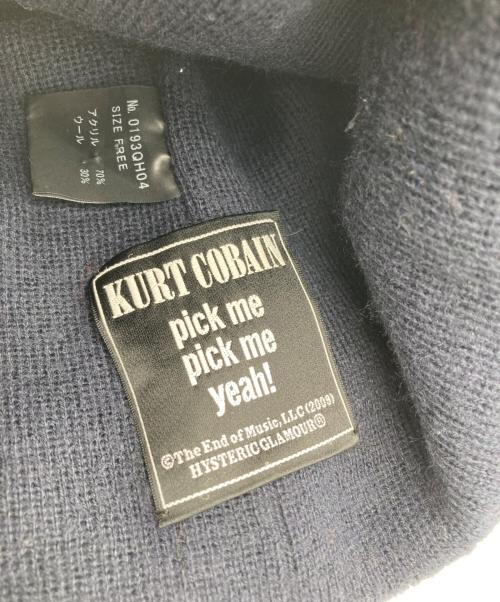 No. 0193QH04
SIZE FREE
アクリル 70%
ウール 30%
KURT COBAIN
pick me
pick me
yeah!
©The End of Music, LLC (2009)
HYSTERIC GLAMOUR®